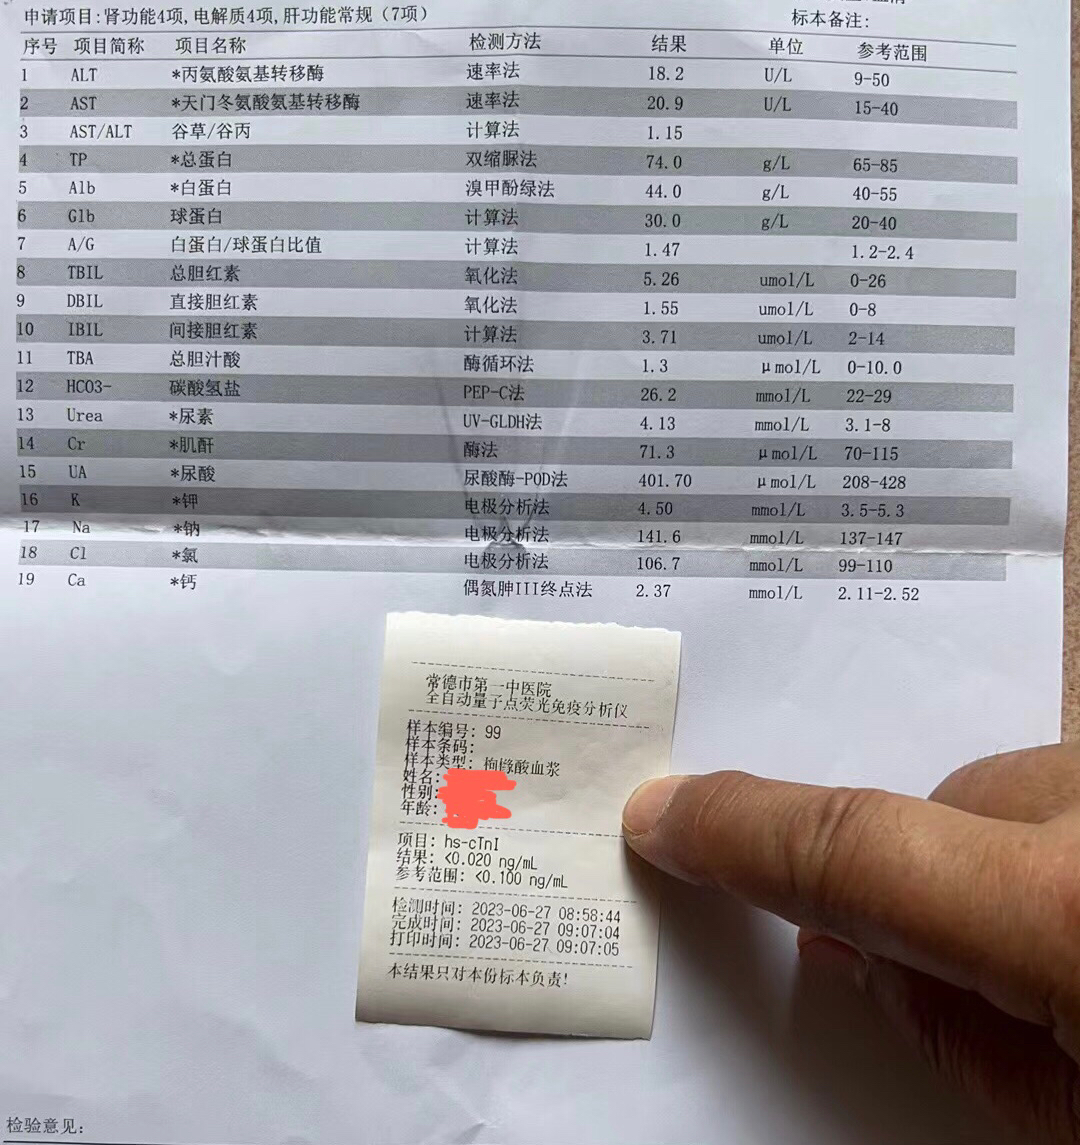 申请项目:肾功能4项,电解质4项,肝功能常规(7项)
标本备注:
序号 项目简称 项目名称 检测方法 结果 单位 参考范围
1 ALT *丙氨酸氨基转移酶 速率法 18.2 U/L 9-50
2 AST *天门冬氨酸氨基转移酶 速率法 20.9 U/L 15-40
3 AST/ALT 谷草/谷丙 计算法 1.15
4 TP *总蛋白 双缩脲法 74.0 g/L 65-85
5 Alb *白蛋白 溴甲酚绿法 44.0 g/L 40-55
6 Glb 球蛋白 计算法 30.0 g/L 20-40
7 A/G 白蛋白/球蛋白比值 计算法 1.47 1.2-2.4
8 TBIL 总胆红素 氧化法 5.26 umol/L 0-26
9 DBIL 直接胆红素 氧化法 1.55 umol/L 0-8
10 IBIL 间接胆红素 计算法 3.71 umol/L 2-14
11 TBA 总胆汁酸 酶循环法 1.3 μmol/L 0-10.0
12 HCO3- 碳酸氢盐 PEP-C法 26.2 mmol/L 22-29
13 Urea *尿素 UV-GLDH法 4.13 mmol/L 3.1-8
14 Cr *肌酐 酶法 71.3 μmol/L 70-115
15 UA *尿酸 尿酸酶-POD法 401.70 μmol/L 208-428
16 K *钾 电极分析法 4.50 mmol/L 3.5-5.3
17 Na *钠 电极分析法 141.6 mmol/L 137-147
18 Cl *氯 电极分析法 106.7 mmol/L 99-110
19 Ca *钙 偶氮胂III终点法 2.37 mmol/L 2.11-2.52
常德市第一中医院
全自动量子点荧光免疫分析仪
样本编号: 99
样本条码:
样本类型: 枸橼酸血浆
姓名:
性别:
年龄:
项目: hs-cTnI
结果: <0.020 ng/mL
参考范围: <0.100 ng/mL
检测时间: 2023-06-27 08:58:44
完成时间: 2023-06-27 09:07:04
打印时间: 2023-06-27 09:07:05
本结果只对本份标本负责!
检验意见: